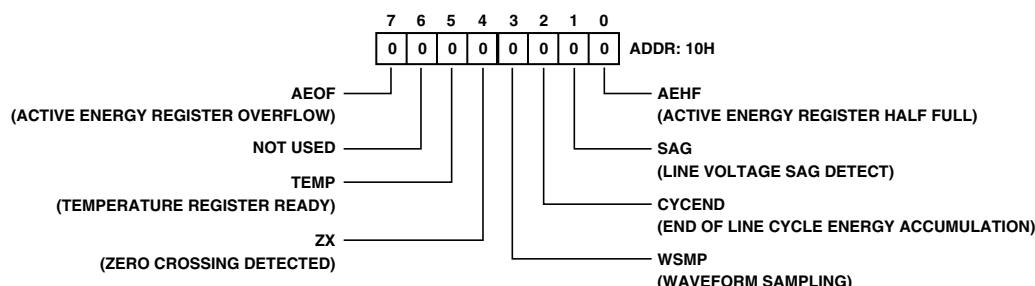 7 6 5 4 3 2 1 0
0 0 0 0 0 0 0 0 ADDR: 10H
AEOF
(ACTIVE ENERGY REGISTER OVERFLOW)
NOT USED
TEMP
(TEMPERATURE REGISTER READY)
ZX
(ZERO CROSSING DETECTED)
AEHF
(ACTIVE ENERGY REGISTER HALF FULL)
SAG
(LINE VOLTAGE SAG DETECT)
CYCEND
(END OF LINE CYCLE ENERGY ACCUMULATION)
WSMP
(WAVEFORM SAMPLING)